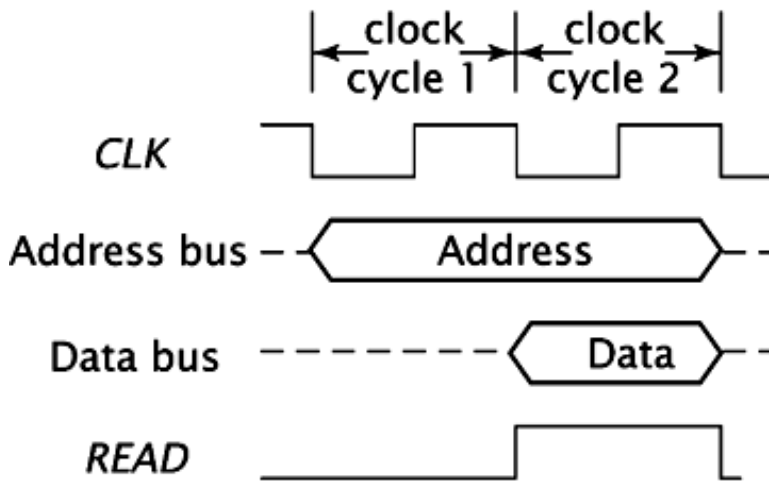 clock clock
cycle 1 cycle 2
CLK
Address bus Address
Data bus Data
READ